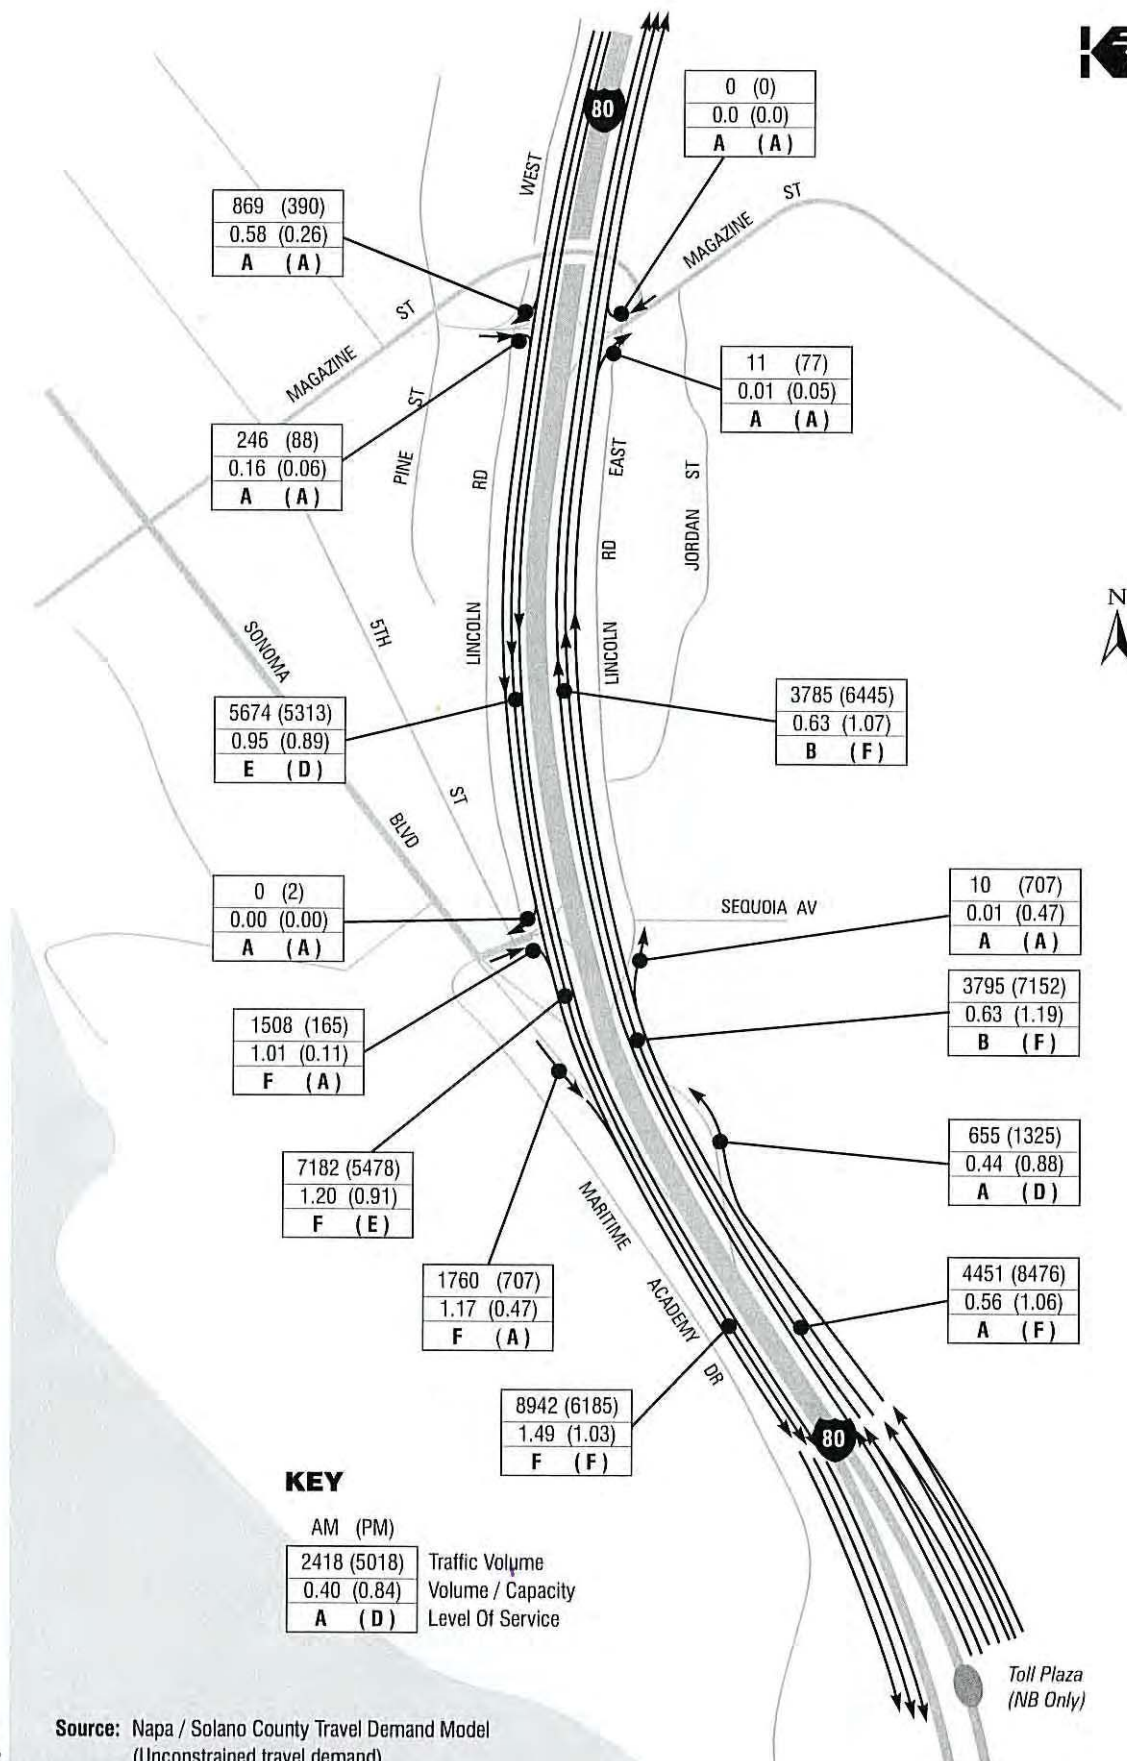 80
0 (0)
0.0 (0.0)
A (A)
WEST
MAGAZINE ST
869 (390)
0.58 (0.26)
A (A)
MAGAZINE ST
11 (77)
0.01 (0.05)
A (A)
246 (88)
0.16 (0.06)
A (A)
PINE ST
LINCOLN RD
LINCOLN RD EAST
JORDAN ST
N
SONOMA BLVD
5TH ST
5674 (5313)
0.95 (0.89)
E (D)
3785 (6445)
0.63 (1.07)
B (F)
0 (2)
0.00 (0.00)
A (A)
SEQUOIA AV
10 (707)
0.01 (0.47)
A (A)
3795 (7152)
0.63 (1.19)
B (F)
1508 (165)
1.01 (0.11)
F (A)
655 (1325)
0.44 (0.88)
A (D)
7182 (5478)
1.20 (0.91)
F (E)
MARITIME ACADEMY DR
1760 (707)
1.17 (0.47)
F (A)
4451 (8476)
0.56 (1.06)
A (F)
8942 (6185)
1.49 (1.03)
F (F)
80
KEY
AM (PM)
2418 (5018) Traffic Volume
0.40 (0.84) Volume / Capacity
A (D) Level Of Service
Toll Plaza
(NB Only)
Source: Napa / Solano County Travel Demand Model
(Unconstrained travel demand)